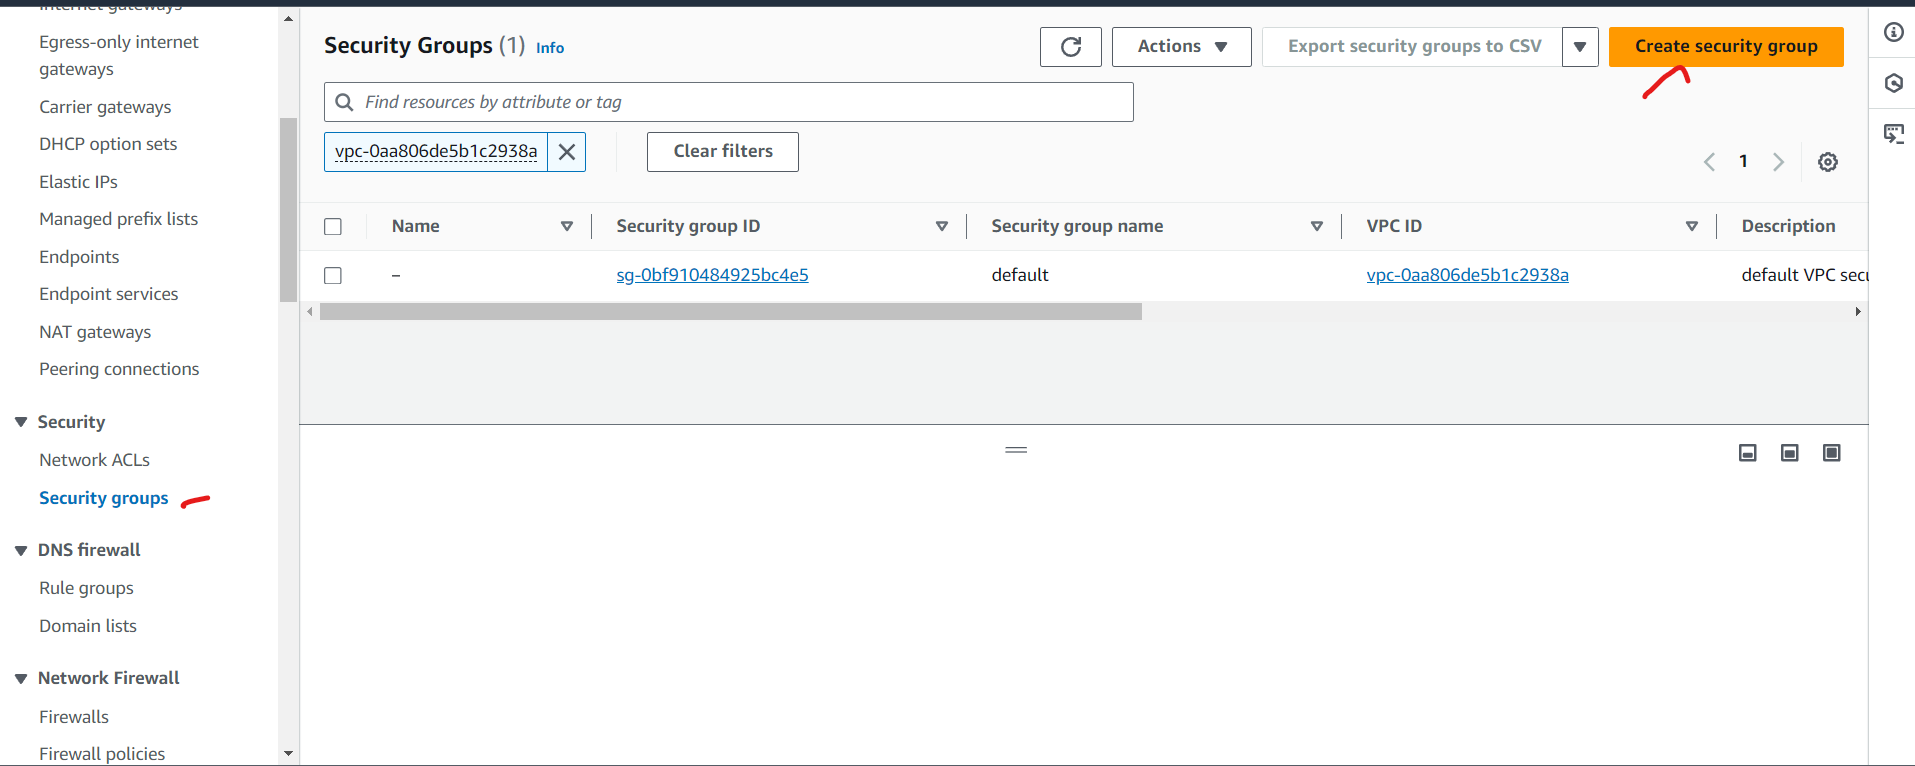 Internet gateways
Egress-only internet
gateways
Carrier gateways
DHCP option sets
Elastic IPs
Managed prefix lists
Endpoints
Endpoint services
NAT gateways
Peering connections
Security
Network ACLs
Security groups
DNS firewall
Rule groups
Domain lists
Network Firewall
Firewalls
Firewall policies
Security Groups (1) Info
Actions
Export security groups to CSV
Create security group
Find resources by attribute or tag
vpc-0aa806de5b1c2938a
Clear filters
1
Name Security group ID Security group name VPC ID Description
– sg-0bf910484925bc4e5 default vpc-0aa806de5b1c2938a default VPC secu